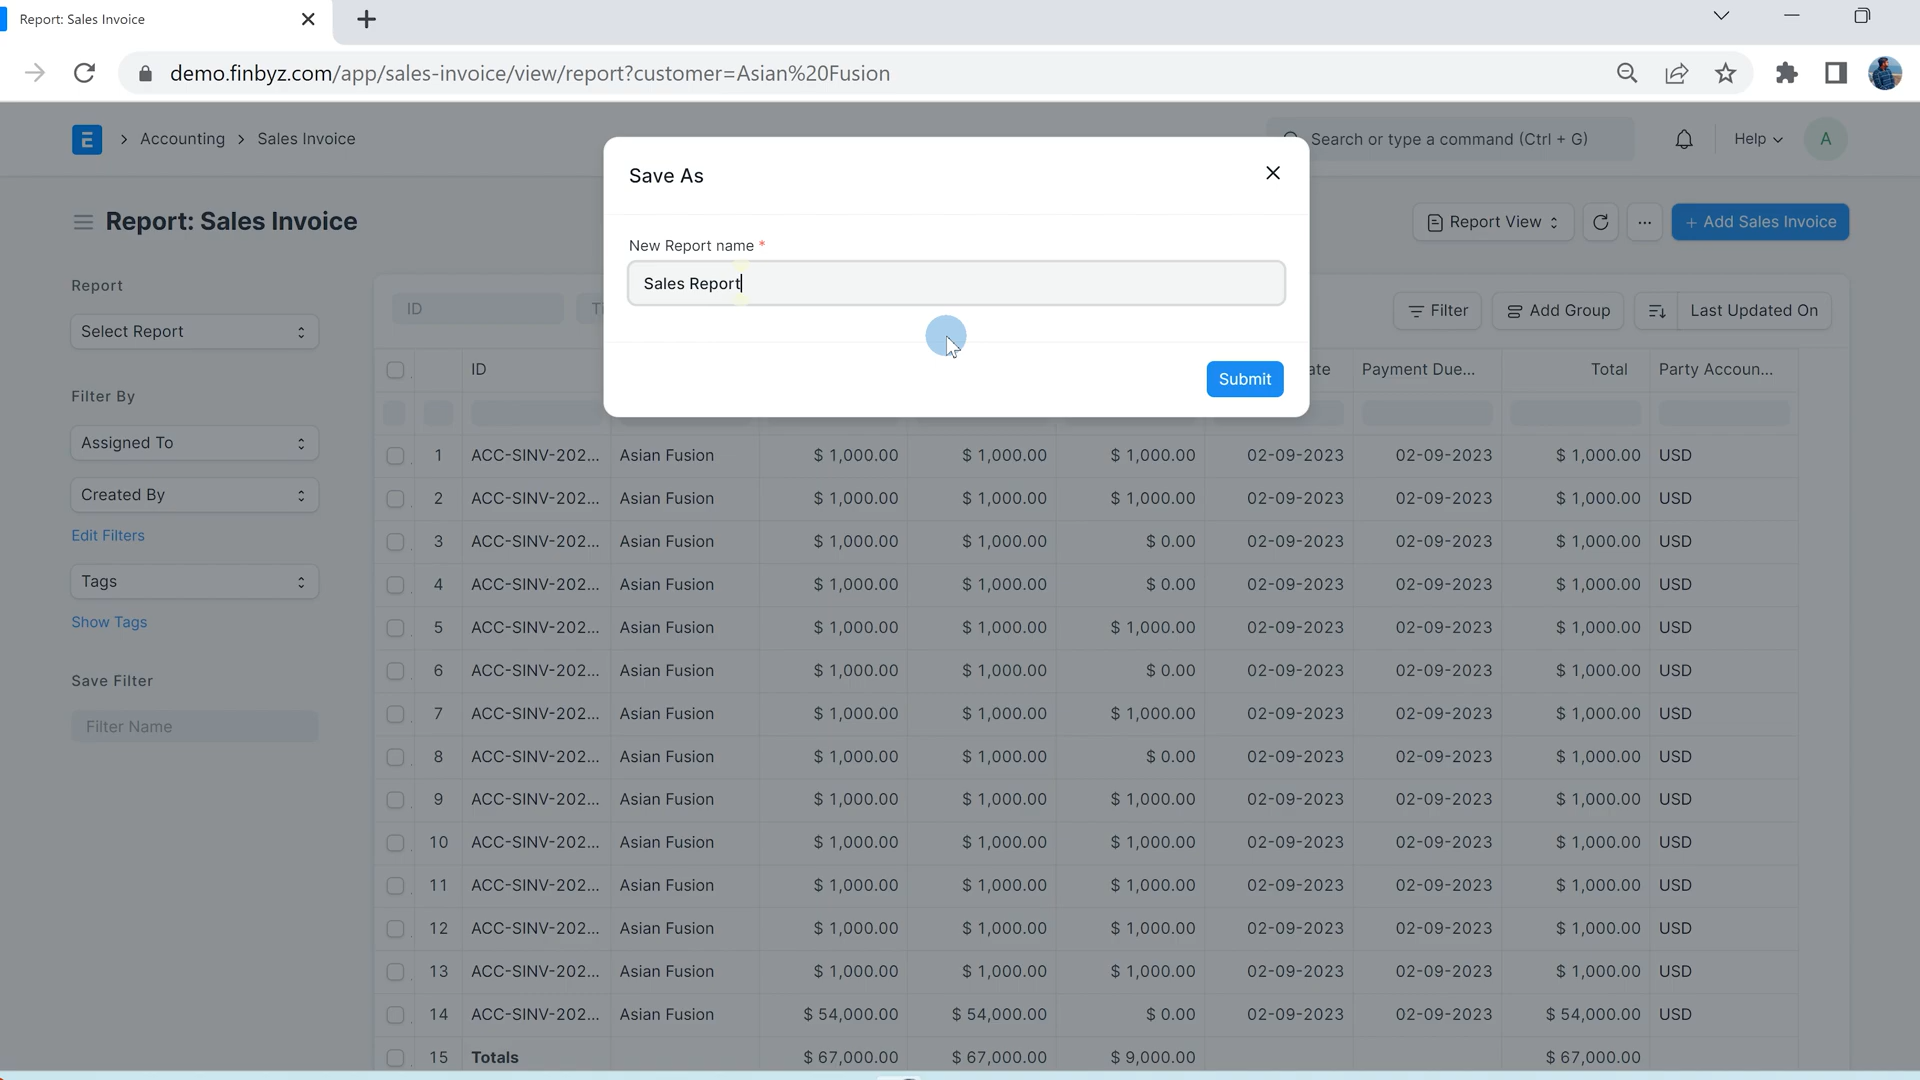 Report: Sales Invoice
demo.finbyz.com/app/sales-invoice/view/report?customer=Asian%20Fusion
E > Accounting > Sales Invoice
Search or type a command (Ctrl + G)
Help
A
Save As
Report: Sales Invoice
Report View
...
+ Add Sales Invoice
New Report name *
Sales Report
Submit
Report
Select Report
Filter By
Assigned To
Created By
Edit Filters
Tags
Show Tags
Save Filter
Filter Name
ID
Filter
Add Group
Last Updated On
ID Payment Due... Total Party Accoun...
1 ACC-SINV-202... Asian Fusion $ 1,000.00 $ 1,000.00 $ 1,000.00 02-09-2023 02-09-2023 $ 1,000.00 USD
2 ACC-SINV-202... Asian Fusion $ 1,000.00 $ 1,000.00 $ 1,000.00 02-09-2023 02-09-2023 $ 1,000.00 USD
3 ACC-SINV-202... Asian Fusion $ 1,000.00 $ 1,000.00 $ 0.00 02-09-2023 02-09-2023 $ 1,000.00 USD
4 ACC-SINV-202... Asian Fusion $ 1,000.00 $ 1,000.00 $ 0.00 02-09-2023 02-09-2023 $ 1,000.00 USD
5 ACC-SINV-202... Asian Fusion $ 1,000.00 $ 1,000.00 $ 1,000.00 02-09-2023 02-09-2023 $ 1,000.00 USD
6 ACC-SINV-202... Asian Fusion $ 1,000.00 $ 1,000.00 $ 0.00 02-09-2023 02-09-2023 $ 1,000.00 USD
7 ACC-SINV-202... Asian Fusion $ 1,000.00 $ 1,000.00 $ 1,000.00 02-09-2023 02-09-2023 $ 1,000.00 USD
8 ACC-SINV-202... Asian Fusion $ 1,000.00 $ 1,000.00 $ 0.00 02-09-2023 02-09-2023 $ 1,000.00 USD
9 ACC-SINV-202... Asian Fusion $ 1,000.00 $ 1,000.00 $ 1,000.00 02-09-2023 02-09-2023 $ 1,000.00 USD
10 ACC-SINV-202... Asian Fusion $ 1,000.00 $ 1,000.00 $ 1,000.00 02-09-2023 02-09-2023 $ 1,000.00 USD
11 ACC-SINV-202... Asian Fusion $ 1,000.00 $ 1,000.00 $ 1,000.00 02-09-2023 02-09-2023 $ 1,000.00 USD
12 ACC-SINV-202... Asian Fusion $ 1,000.00 $ 1,000.00 $ 1,000.00 02-09-2023 02-09-2023 $ 1,000.00 USD
13 ACC-SINV-202... Asian Fusion $ 1,000.00 $ 1,000.00 $ 1,000.00 02-09-2023 02-09-2023 $ 1,000.00 USD
14 ACC-SINV-202... Asian Fusion $ 54,000.00 $ 54,000.00 $ 0.00 02-09-2023 02-09-2023 $ 54,000.00 USD
15 Totals $ 67,000.00 $ 67,000.00 $ 9,000.00 $ 67,000.00